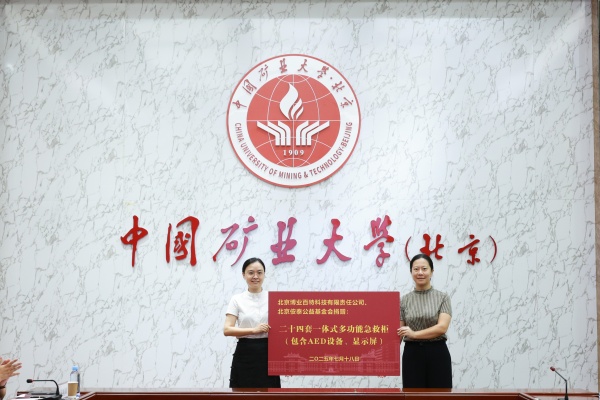 中国矿业大学·北京
CHINA UNIVERSITY OF MINING & TECHNOLOGY·BEIJING
1909
中国矿业大学(北京)
北京博业百特科技有限责任公司、
北京安泰公益基金会捐赠:
二十四套一体式多功能急救柜
(包含AED设备、显示屏)
二〇二五年七月十八日